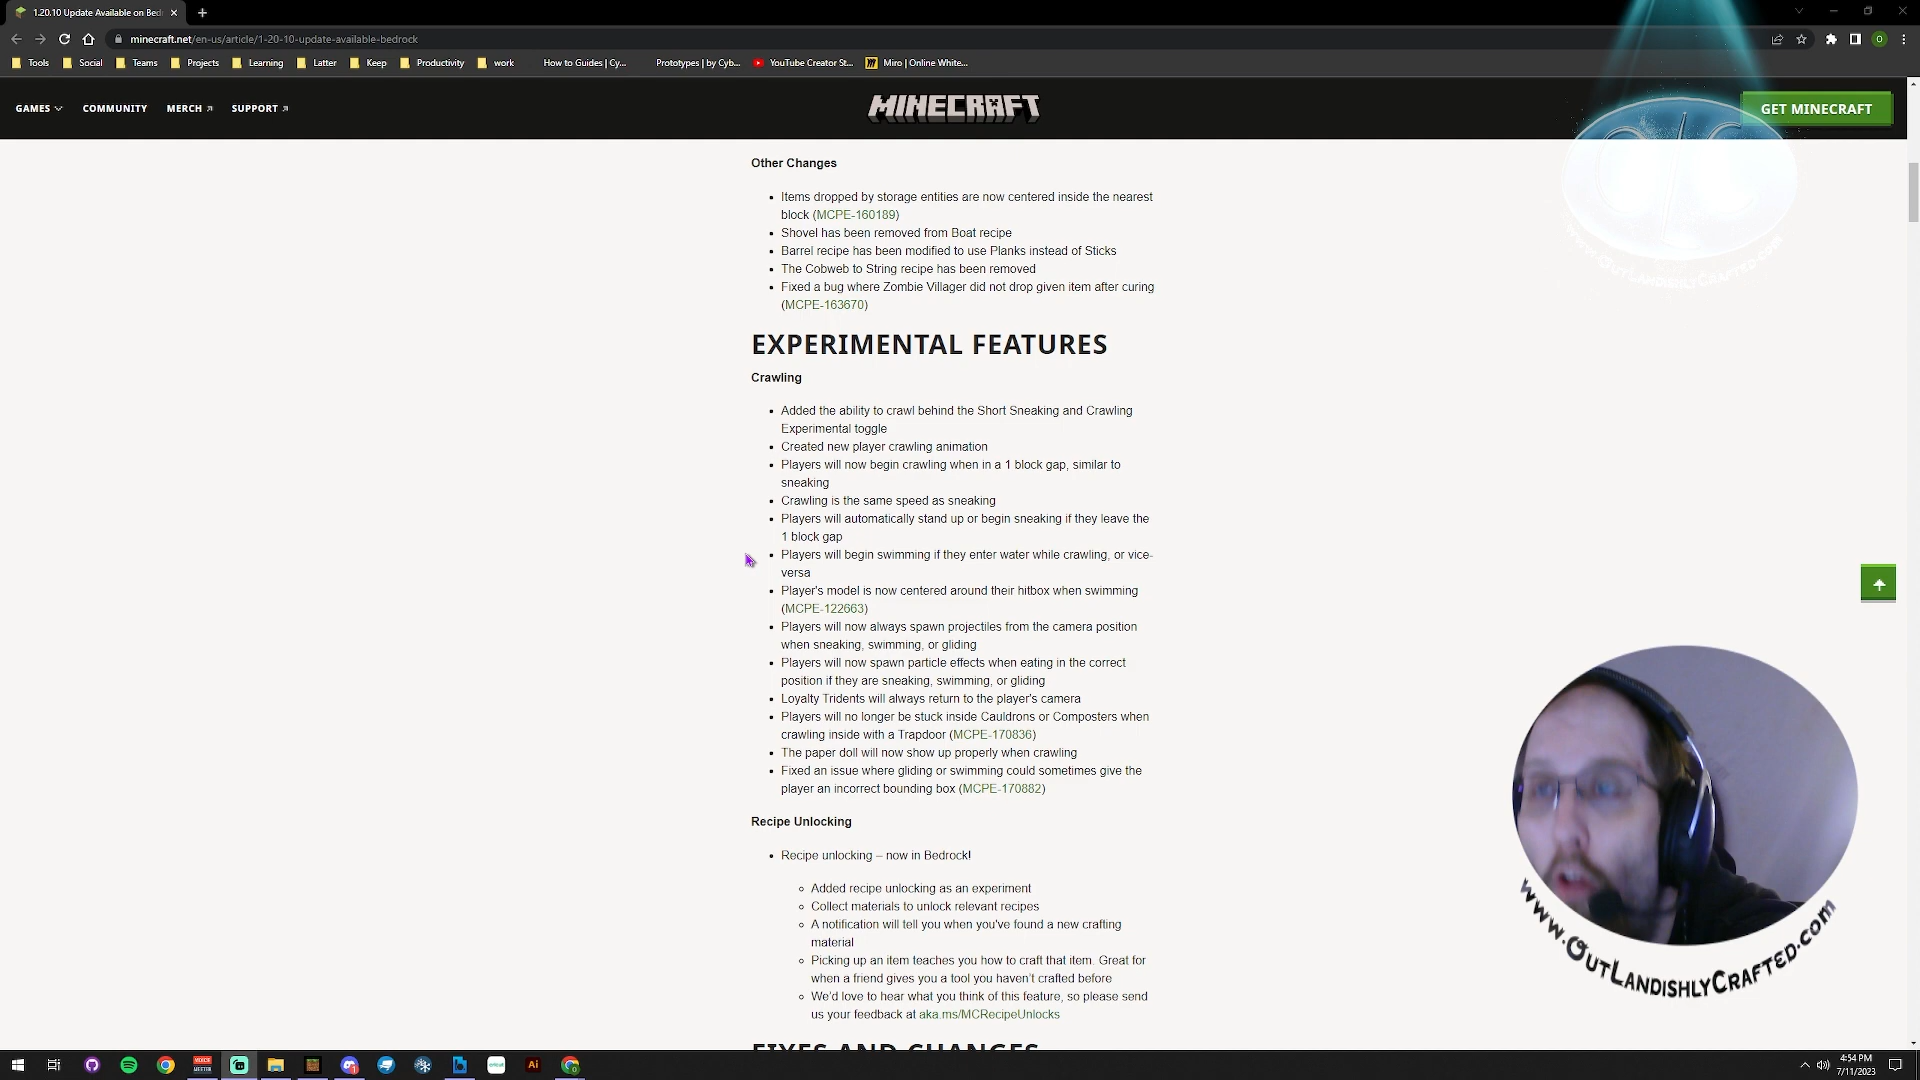 1.20.10 Update Available on Bed
minecraft.net/en-us/article/1-20-10-update-available-bedrock
O
Tools
Social
Teams
Projects
Learning
Latter
Keep
Productivity
work
How to Guides | (Cy...
Prototypes | by Cyb...
YouTube Creator St...
Miro | Online White...
GAMES
COMMUNITY
MERCH
SUPPORT
MINECRAFT
GET MINECRAFT
www.OutLandishlyCrafted.com
Other Changes
Items dropped by storage entities are now centered inside the nearest
block (MCPE-160189)
Shovel has been removed from Boat recipe
Barrel recipe has been modified to use Planks instead of Sticks
The Cobweb to String recipe has been removed
Fixed a bug where Zombie Villager did not drop given item after curing
(MCPE-163670)
EXPERIMENTAL FEATURES
Crawling
Added the ability to crawl behind the Short Sneaking and Crawling
Experimental toggle
Created new player crawling animation
Players will now begin crawling when in a 1 block gap, similar to
sneaking
Crawling is the same speed as sneaking
Players will automatically stand up or begin sneaking if they leave the
1 block gap
Players will begin swimming if they enter water while crawling, or vice-
versa
Player's model is now centered around their hitbox when swimming
(MCPE-122663)
Players will now always spawn projectiles from the camera position
when sneaking, swimming, or gliding
Players will now spawn particle effects when eating in the correct
position if they are sneaking, swimming, or gliding
Loyalty Tridents will always return to the player's camera
Players will no longer be stuck inside Cauldrons or Composters when
crawling inside with a Trapdoor (MCPE-170836)
The paper doll will now show up properly when crawling
Fixed an issue where gliding or swimming could sometimes give the
player an incorrect bounding box (MCPE-170882)
Recipe Unlocking
Recipe unlocking – now in Bedrock!
Added recipe unlocking as an experiment
Collect materials to unlock relevant recipes
A notification will tell you when you've found a new crafting
material
Picking up an item teaches you how to craft that item. Great for
when a friend gives you a tool you haven't crafted before
We'd love to hear what you think of this feature, so please send
us your feedback at aka.ms/MCRecipeUnlocks
FIXES AND CHANGES
www.OutLandishlyCrafted.com
Ai
4:54 PM
7/11/2023